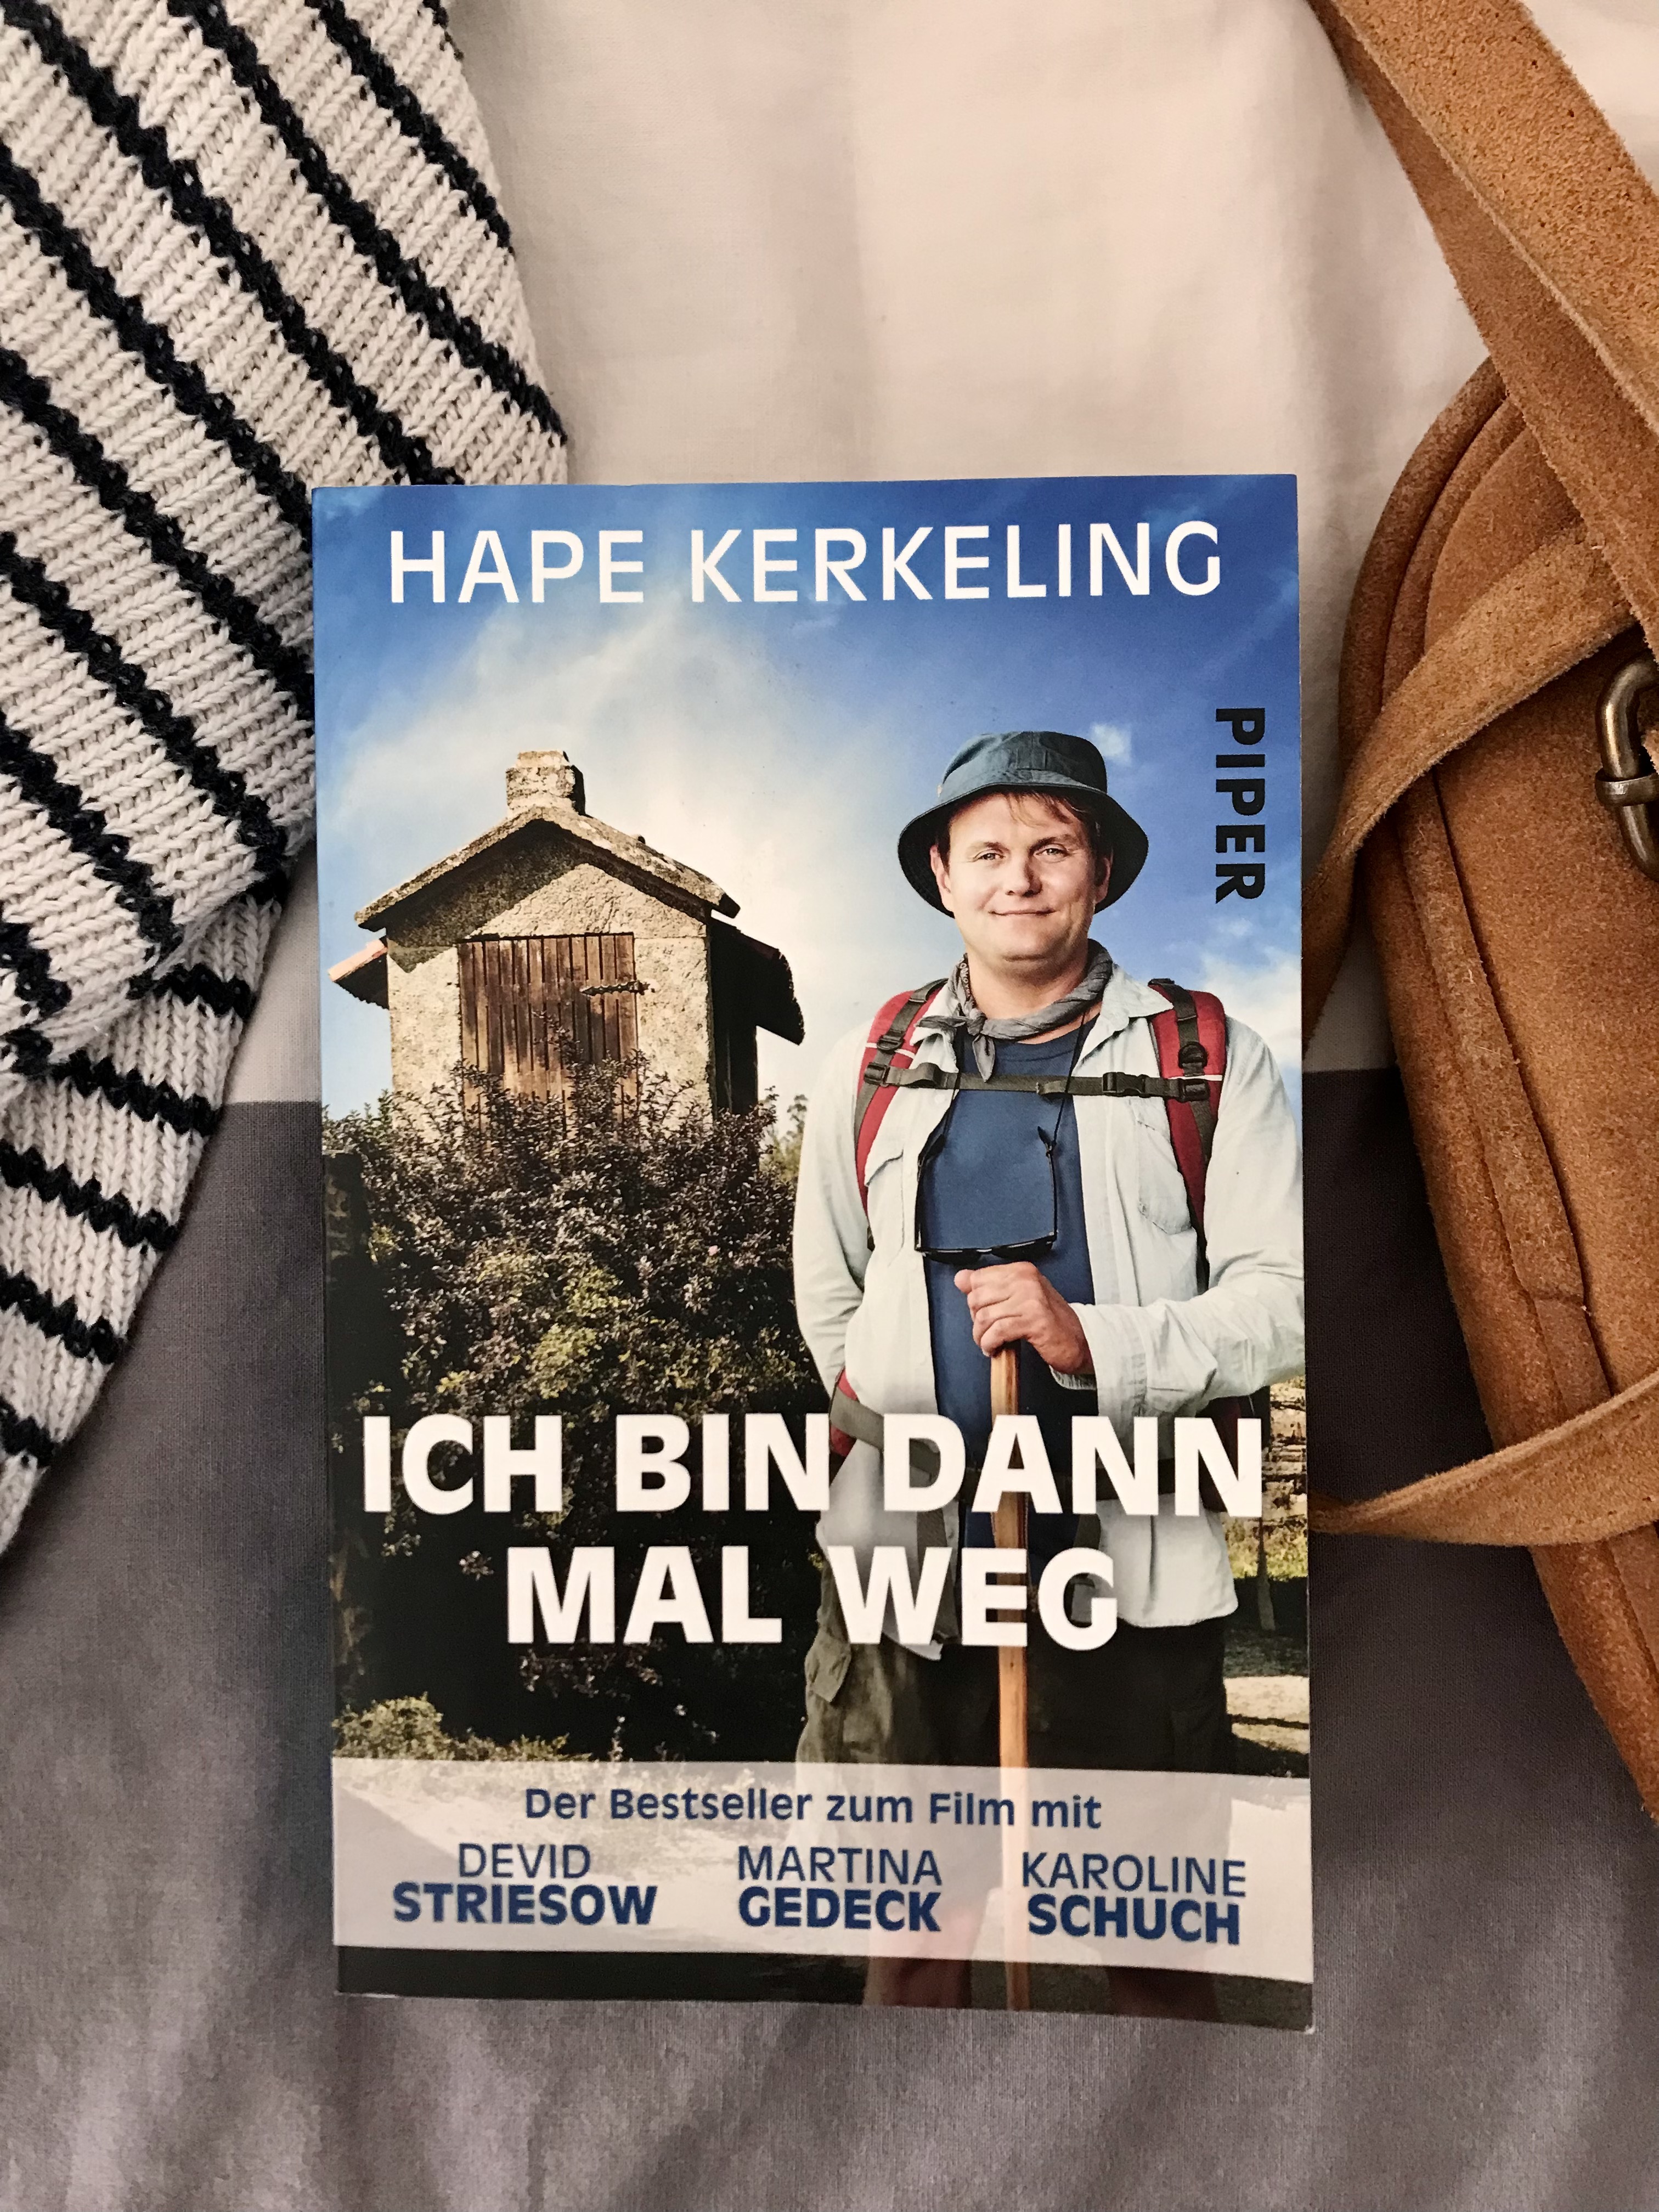 HAPE KERKELING
PIPER
ICH BIN DANN
MAL WEG
Der Bestseller zum Film mit
DEVID
STRIESOW
MARTINA
GEDECK
KAROLINE
SCHUCH